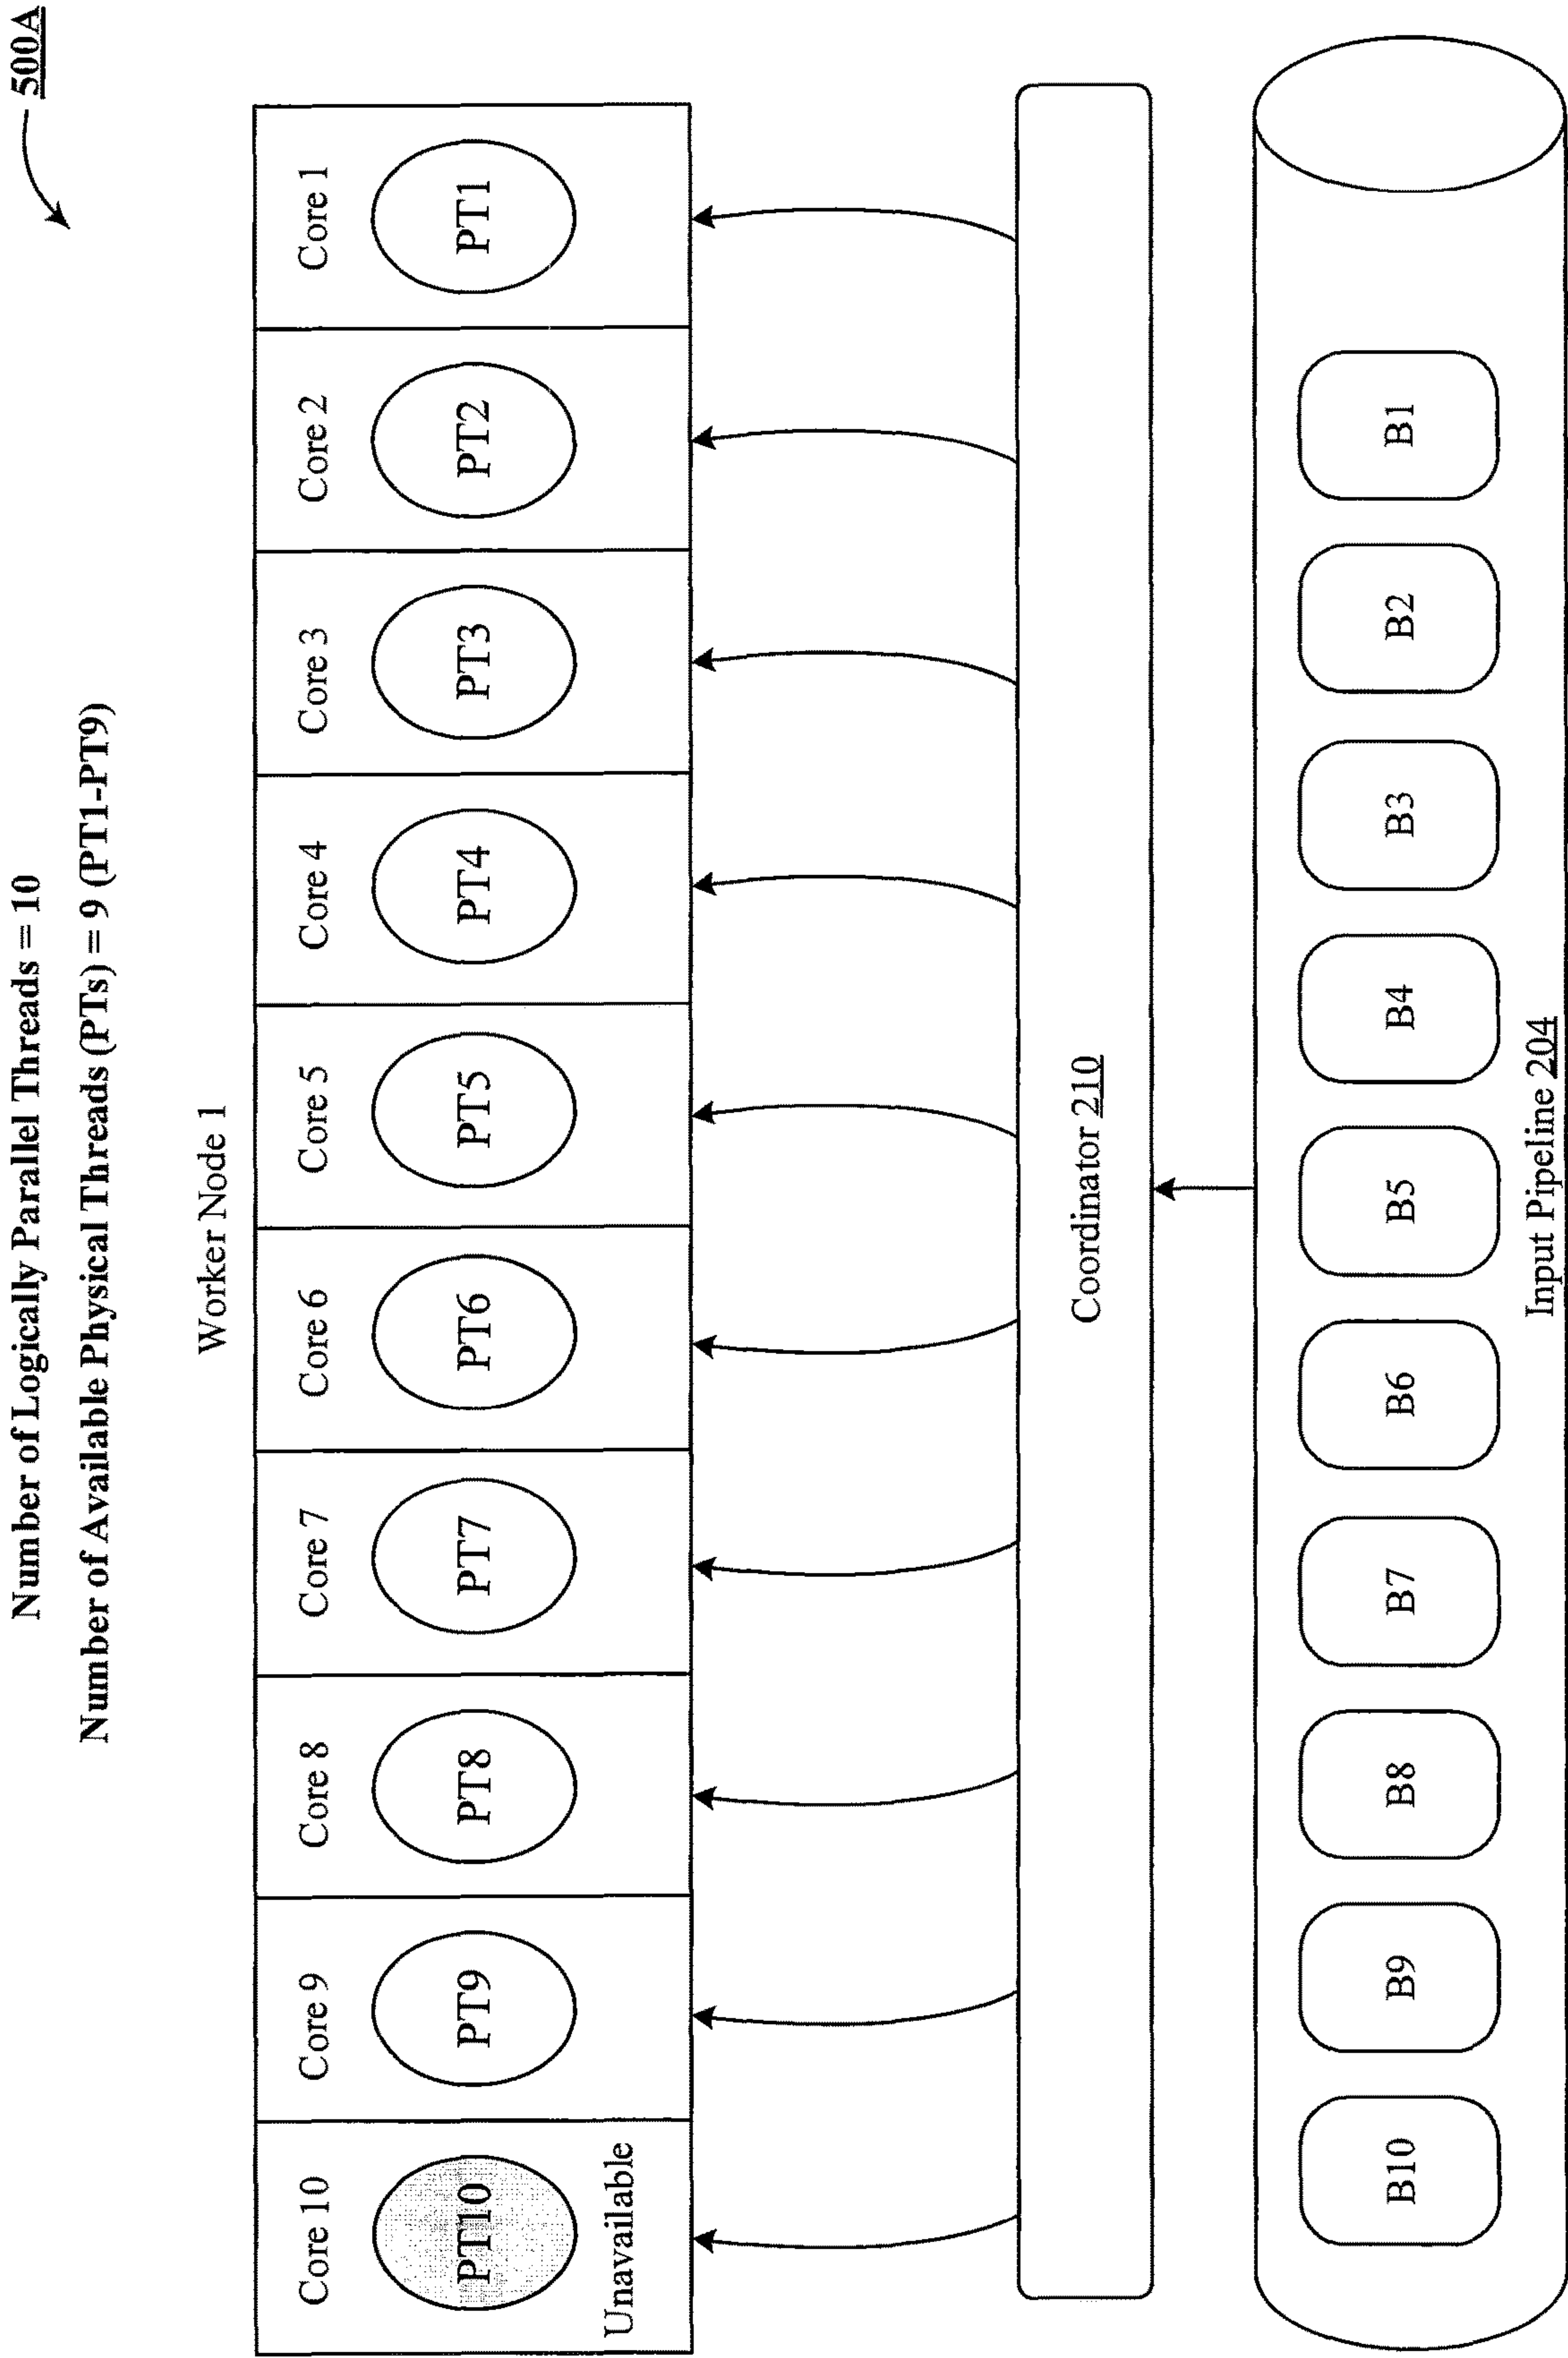 500A
Number of Logically Parallel Threads = 10
Number of Available Physical Threads (PTs) = 9 (PT1-PT9)
Worker Node 1
Core 10
Core 9
Core 8
Core 7
Core 6
Core 5
Core 4
Core 3
Core 2
Core 1
PT10
PT9
PT8
PT7
PT6
PT5
PT4
PT3
PT2
PT1
Unavailable
Coordinator 210
B10
B9
B8
B7
B6
B5
B4
B3
B2
B1
Input Pipeline 204